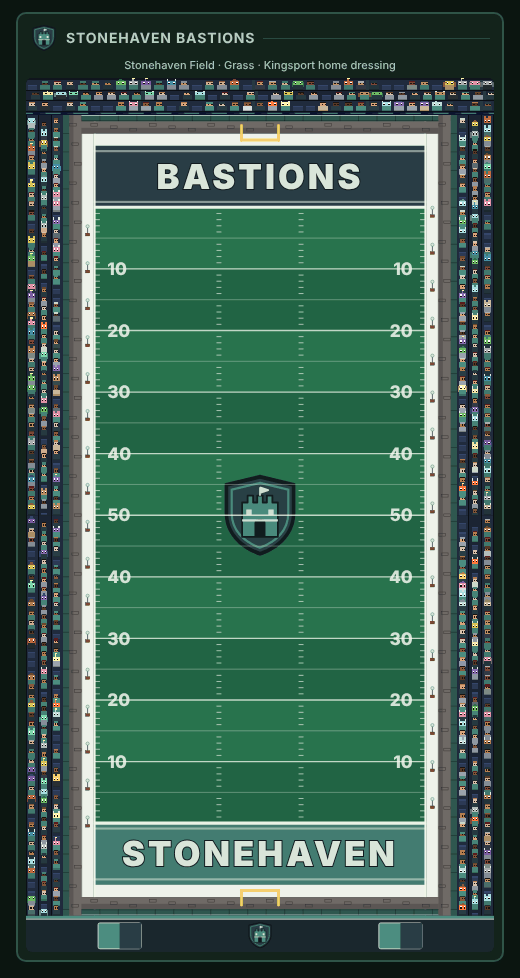 STONEHAVEN BASTIONS
Stonehaven Field · Grass · Kingsport home dressing
BASTIONS
10 10
20 20
30 30
40 40
50 50
40 40
30 30
20 20
10 10
STONEHAVEN